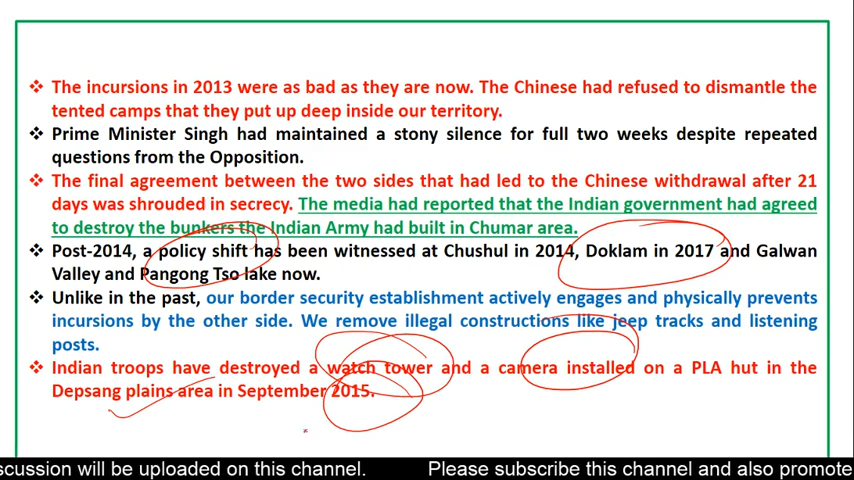 ❖ The incursions in 2013 were as bad as they are now. The Chinese had refused to dismantle the
tented camps that they put up deep inside our territory.
❖ Prime Minister Singh had maintained a stony silence for full two weeks despite repeated
questions from the Opposition.
❖ The final agreement between the two sides that had led to the Chinese withdrawal after 21
days was shrouded in secrecy. The media had reported that the Indian government had agreed
to destroy the bunkers the Indian Army had built in Chumar area.
❖ Post-2014, a policy shift has been witnessed at Chushul in 2014, Doklam in 2017 and Galwan
Valley and Pangong Tso lake now.
❖ Unlike in the past, our border security establishment actively engages and physically prevents
incursions by the other side. We remove illegal constructions like jeep tracks and listening
posts.
❖ Indian troops have destroyed a watch tower and a camera installed on a PLA hut in the
Depsang plains area in September 2015.
scussion will be uploaded on this channel. Please subscribe this channel and also promote